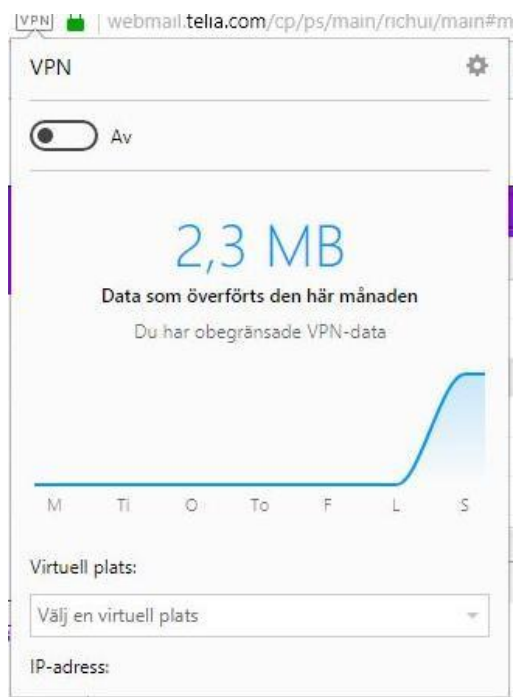 VPN webmail.telia.com/cp/ps/main/richui/main#m
VPN
Av
2,3 MB
Data som överförts den här månaden
Du har obegränsade VPN-data
M Ti O To F L S
Virtuell plats:
Välj en virtuell plats
IP-adress: